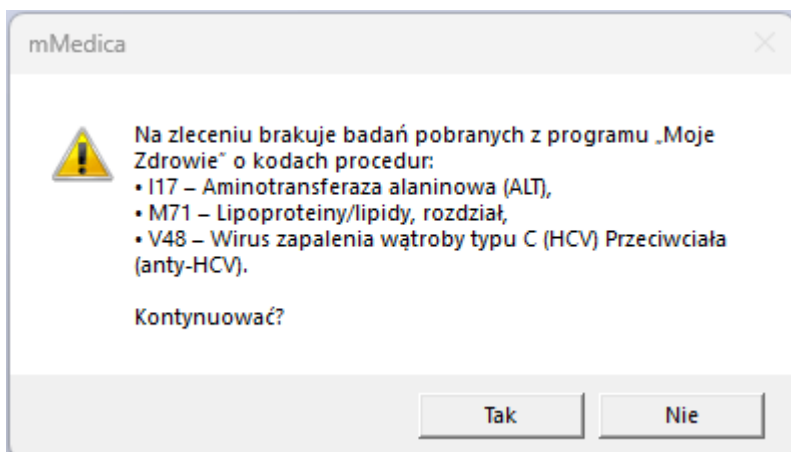 mMedica
Na zleceniu brakuje badań pobranych z programu „Moje
Zdrowie” o kodach procedur:
• I17 – Aminotransferaza alaninowa (ALT),
• M71 – Lipoproteiny/lipidy, rozdział,
• V48 – Wirus zapalenia wątroby typu C (HCV) Przeciwciała
(anty-HCV).
Kontynuować?
Tak
Nie